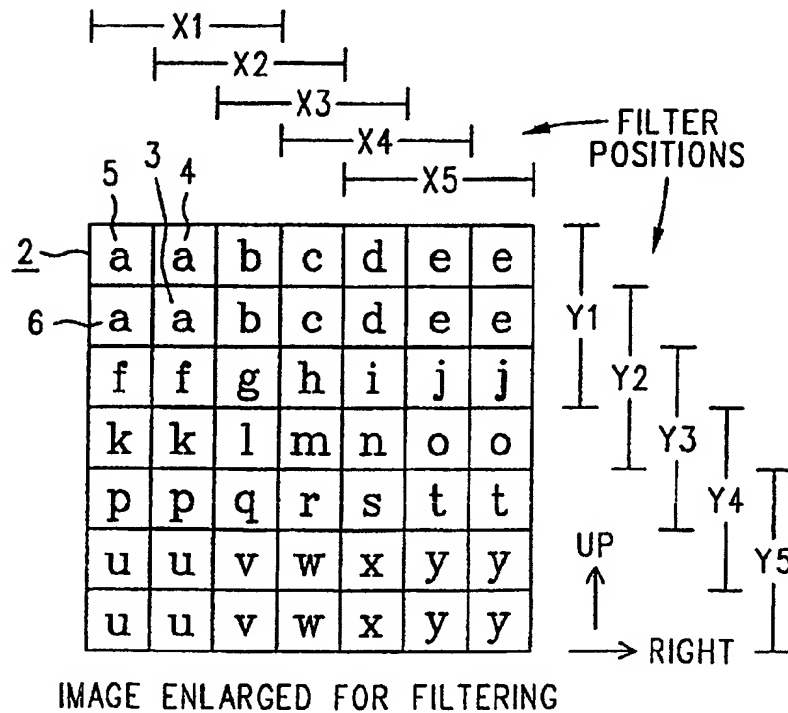 X1
X2
X3
X4
X5
FILTER
POSITIONS
5 3 4
2 a a b c d e e
6 a a b c d e e
f f g h i j j
k k l m n o o
p p q r s t t
u u v w x y y
u u v w x y y
Y1
Y2
Y3
Y4
Y5
UP
RIGHT
IMAGE ENLARGED FOR FILTERING